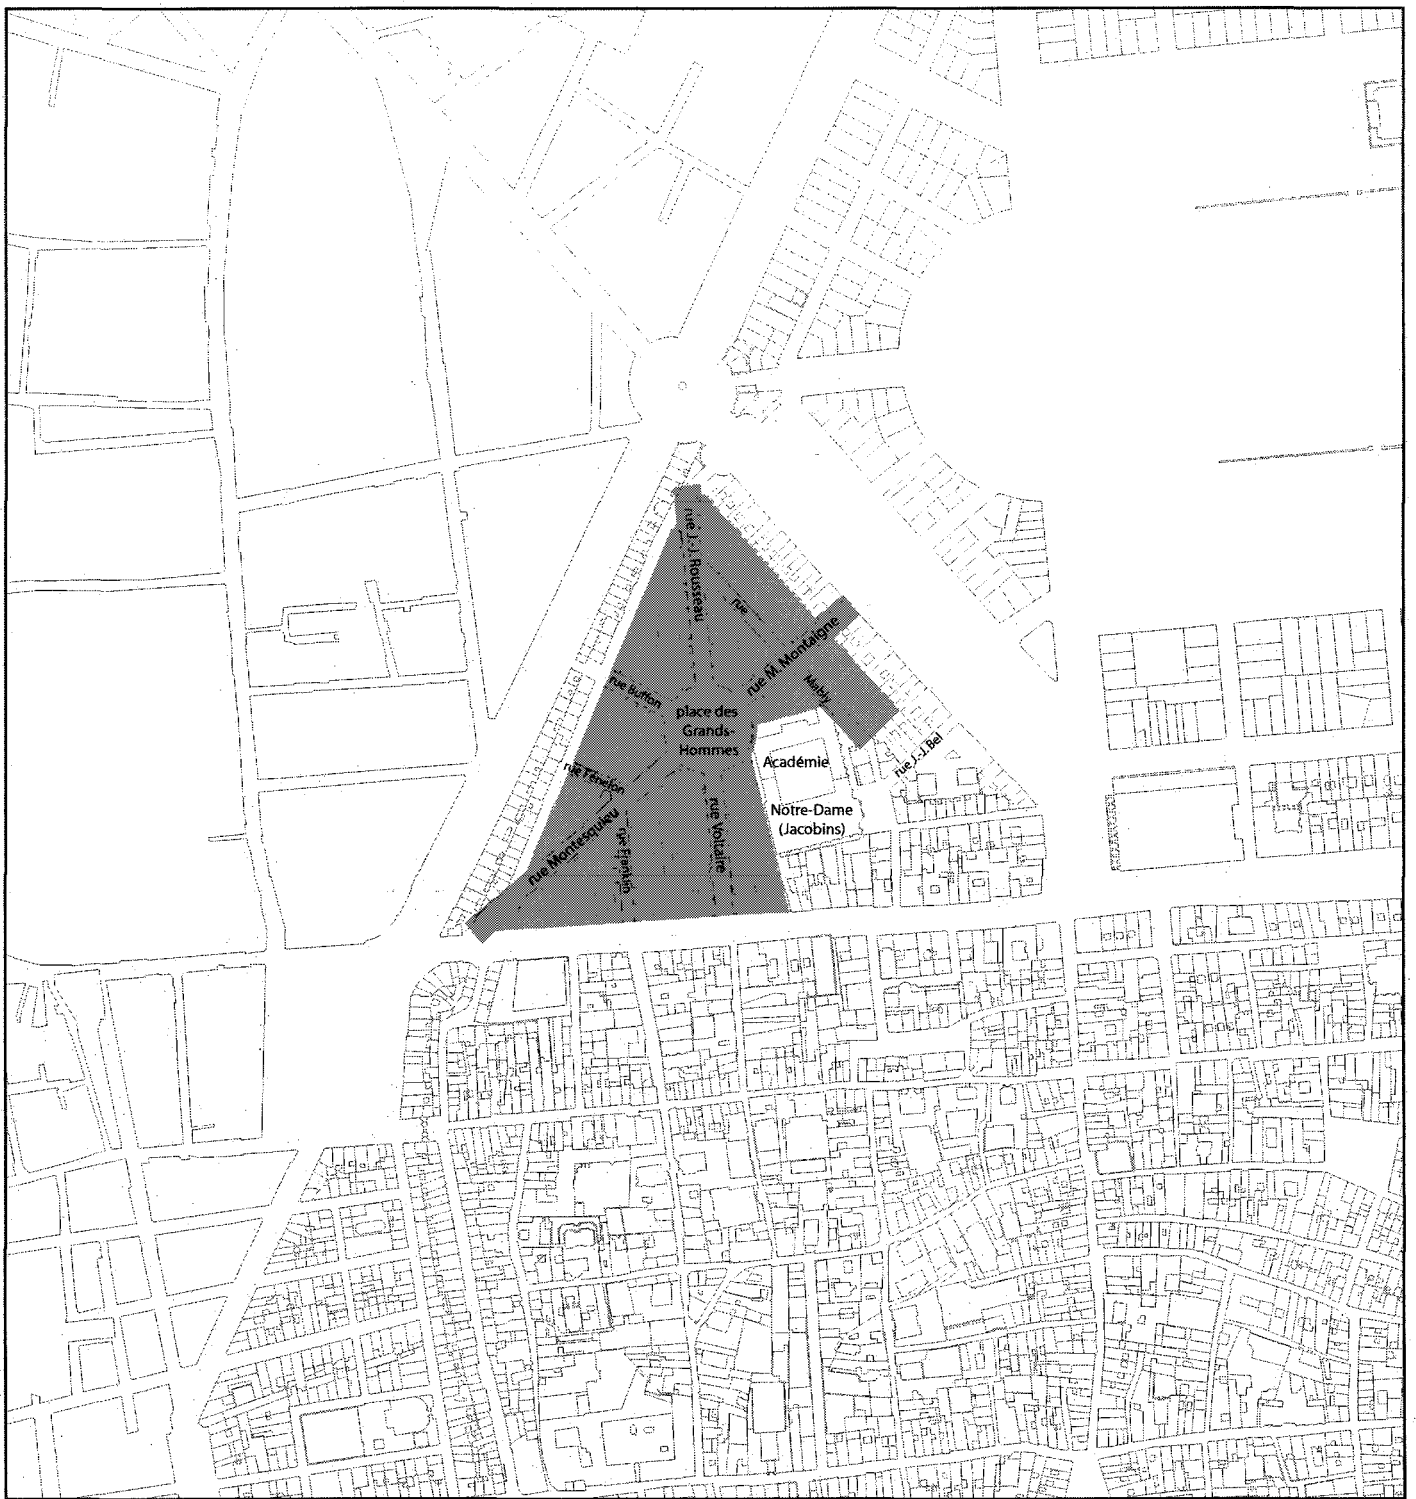 rue J.-J. Rousseau
rue
Mably
rue M. Montaigne
rue Buffon
place des
Grands-
Hommes
rue J.-J. Bel
Académie
rue Fénelon
Notre-Dame
(Jacobins)
rue Montesquieu
rue Franklin
rue Voltaire